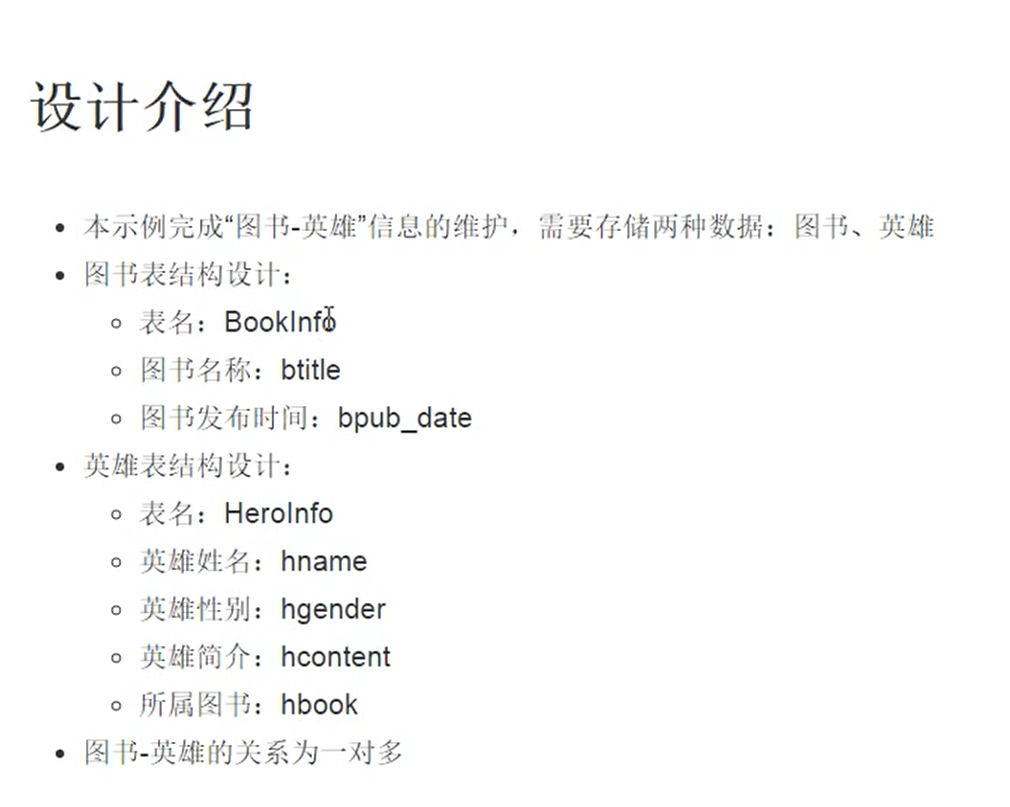 设计介绍
本示例完成“图书-英雄”信息的维护，需要存储两种数据：图书、英雄
图书表结构设计：
表名：BookInfo
图书名称：btitle
图书发布时间：bpub_date
英雄表结构设计：
表名：HeroInfo
英雄姓名：hname
英雄性别：hgender
英雄简介：hcontent
所属图书：hbook
图书-英雄的关系为一对多